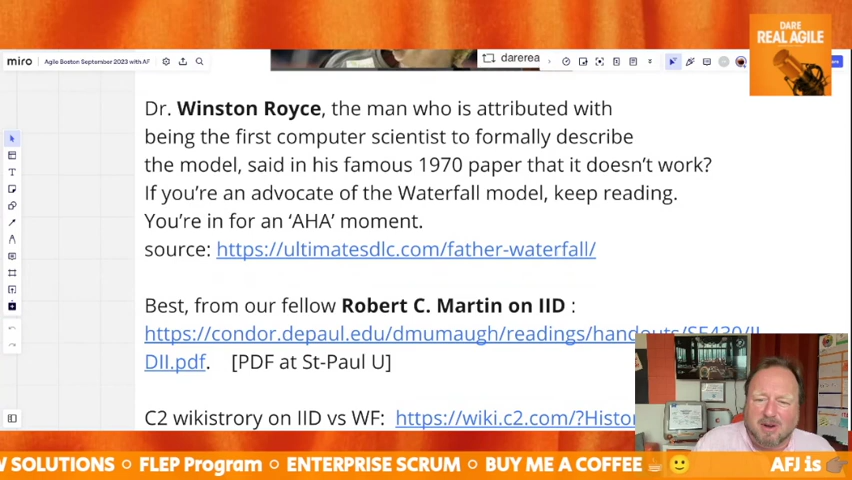 DARE
REAL AGILE
miro Agile Boston September 2023 with AF
darerea
Dr. Winston Royce, the man who is attributed with
being the first computer scientist to formally describe
the model, said in his famous 1970 paper that it doesn't work?
If you're an advocate of the Waterfall model, keep reading.
You're in for an 'AHA' moment.
source: https://ultimatesdlc.com/father-waterfall/
Best, from our fellow Robert C. Martin on IID :
https://condor.depaul.edu/dmumaugh/readings/handouts/SE430/II
DII.pdf. [PDF at St-Paul U]
C2 wikistrory on IID vs WF: https://wiki.c2.com/?Histor
W SOLUTIONS ○ FLEP Program ○ ENTERPRISE SCRUM ○ BUY ME A COFFEE AFJ is